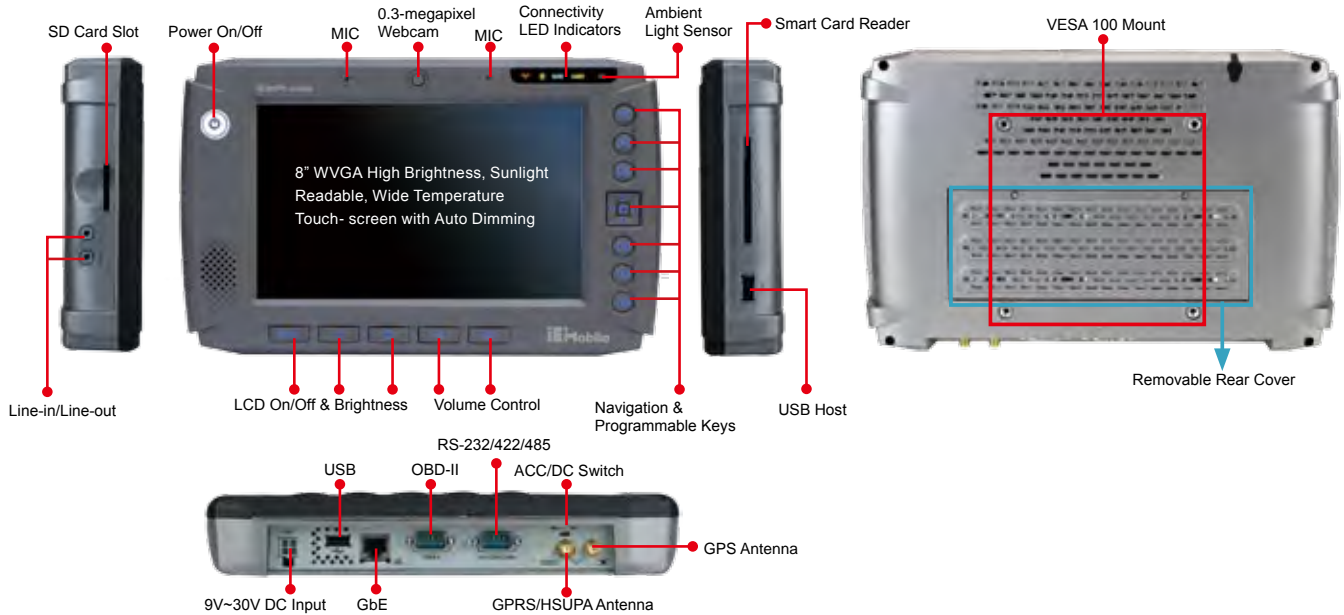 SD Card Slot
Power On/Off
MIC
0.3-megapixel
Webcam
MIC
Connectivity
LED Indicators
Ambient
Light Sensor
Smart Card Reader
VESA 100 Mount
8" WVGA High Brightness, Sunlight
Readable, Wide Temperature
Touch- screen with Auto Dimming
Mobile
Line-in/Line-out
LCD On/Off & Brightness
Volume Control
Navigation &
Programmable Keys
USB Host
Removable Rear Cover
RS-232/422/485
USB
OBD-II
ACC/DC Switch
GPS Antenna
9V~30V DC Input
GbE
GPRS/HSUPA Antenna